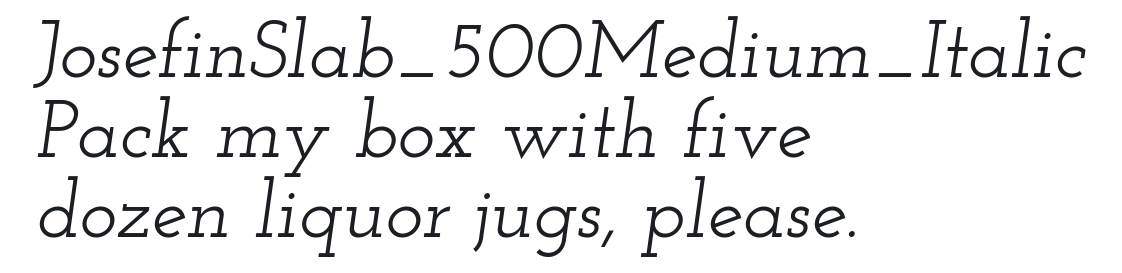 JosefinSlab_500Medium_Italic
Pack my box with five
dozen liquor jugs, please.